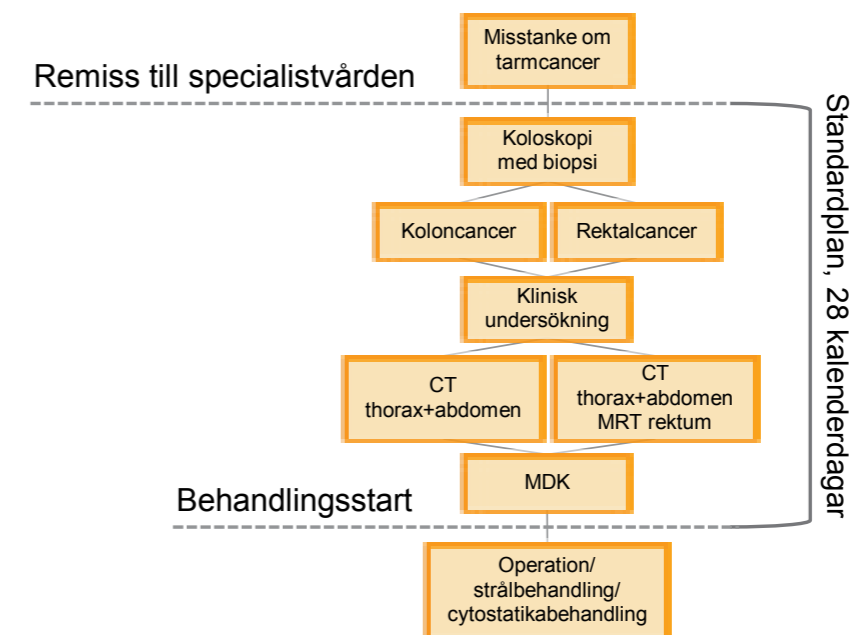 Misstanke om
tarmcancer
Remiss till specialistvården
Koloskopi
med biopsi
Koloncancer
Rektalcancer
Klinisk
undersökning
CT
thorax+abdomen
CT
thorax+abdomen
MRT rektum
MDK
Behandlingsstart
Operation/
strålbehandling/
cytostatikabehandling
Standardplan, 28 kalenderdagar